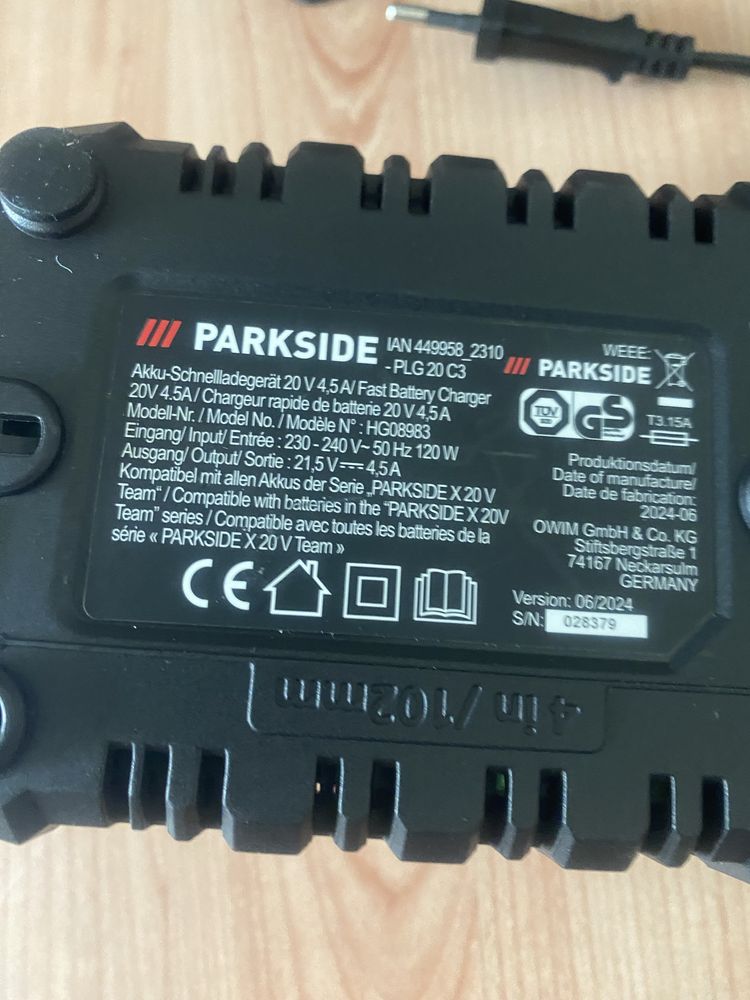 PARKSIDE
IAN 449958_2310
- PLG 20 C3
Akku-Schnellladegerät 20 V 4,5 A/ Fast Battery Charger
20V 4.5A / Chargeur rapide de batterie 20 V 4,5 A
Modell-Nr. / Model No. / Modèle N° : HG08983
Eingang/ Input/ Entrée : 230 - 240 V~ 50 Hz 120 W
Ausgang/ Output/ Sortie : 21,5 V⎓ 4,5 A
Kompatibel mit allen Akkus der Serie „PARKSIDE X 20 V
Team“ / Compatible with batteries in the “PARKSIDE X 20V
Team” series / Compatible avec toutes les batteries de la
série « PARKSIDE X 20 V Team »
CE
WEEE:
PARKSIDE
TÜV
SÜD
GS
T3.15A
Produktionsdatum/
Date of manufacture/
Date de fabrication:
2024-06
OWIM GmbH & Co. KG
Stiftsbergstraße 1
74167 Neckarsulm
GERMANY
Version: 06/2024
S/N: 028379
4 in / 102mm